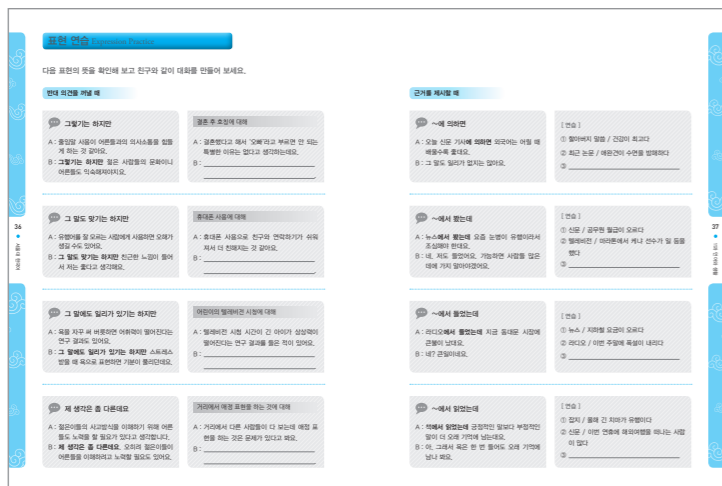 표현 연습 Expression Practice
다음 표현의 뜻을 확인해 보고 친구와 같이 대화를 만들어 보세요.
반대 의견을 꺼낼 때
그렇기는 하지만
A : 줄임말 사용이 어른들과의 의사소통을 힘들
게 하는 것 같아요.
B : 그렇기는 하지만 젊은 사람들의 문화이니
어른들도 익숙해져야지요.
결혼 후 호칭에 대해
A : 결혼했다고 해서 '오빠'라고 부르면 안 되는
특별한 이유는 없다고 생각하는데요.
B :
그 말도 맞기는 하지만
A : 유행어를 잘 모르는 사람에게 사용하면 오해가
생길 수도 있어요.
B : 그 말도 맞기는 하지만 친근한 느낌이 들어
서 저는 좋다고 생각해요.
휴대폰 사용에 대해
A : 휴대폰 사용으로 친구와 연락하기가 쉬워
져서 더 친해지는 것 같아요.
B :
그 말에도 일리가 있기는 하지만
A : 욕을 자꾸 써 버릇하면 어휘력이 떨어진다는
연구 결과도 있어요.
B : 그 말에도 일리가 있기는 하지만 스트레스
받을 때 욕으로 표현하면 기분이 풀리던데요.
어린이의 텔레비전 시청에 대해
A : 텔레비전 시청 시간이 긴 아이가 상상력이
떨어진다는 연구 결과를 들은 적이 있어요.
B :
제 생각은 좀 다른데요
A : 젊은이들의 사고방식을 이해하기 위해 어른
들도 노력을 할 필요가 있다고 생각합니다.
B : 제 생각은 좀 다른데요. 오히려 젊은이들이
어른들을 이해하려고 노력할 필요도 있어요.
거리에서 애정 표현을 하는 것에 대해
A : 거리에서 다른 사람들이 다 보는데 애정 표
현을 하는 것은 문제가 있다고 봐요.
B :
36
근거를 제시할 때
~에 의하면
A : 오늘 신문 기사에 의하면 외국어는 어릴 때
배울수록 좋대요.
B : 그 말도 일리가 없지는 않아요.
[ 연습 ]
① 할아버지 말씀 / 건강이 최고다
② 최근 논문 / 애완견이 수면을 방해하다
③
~에서 봤는데
A : 뉴스에서 봤는데 요즘 눈병이 유행이라서
조심해야 한대요.
B : 네, 저도 들었어요. 가능하면 사람들 많은
데에 가지 말아야겠어요.
[ 연습 ]
① 신문 / 공무원 월급이 오르다
② 텔레비전 / 마라톤에서 케냐 선수가 일 등을
했다
③
~에서 들었는데
A : 라디오에서 들었는데 지금 동대문 시장에
큰불이 났대요.
B : 네? 큰일이네요.
[ 연습 ]
① 뉴스 / 지하철 요금이 오르다
② 라디오 / 이번 주말에 폭설이 내리다
③
~에서 읽었는데
A : 책에서 읽었는데 긍정적인 말보다 부정적인
말이 더 오래 기억에 남는대요.
B : 아, 그래서 욕은 한 번 들어도 오래 기억에
남나 봐요.
[ 연습 ]
① 잡지 / 올해 긴 치마가 유행이다
② 신문 / 이번 연휴에 해외여행을 떠나는 사람
이 많다
③
37